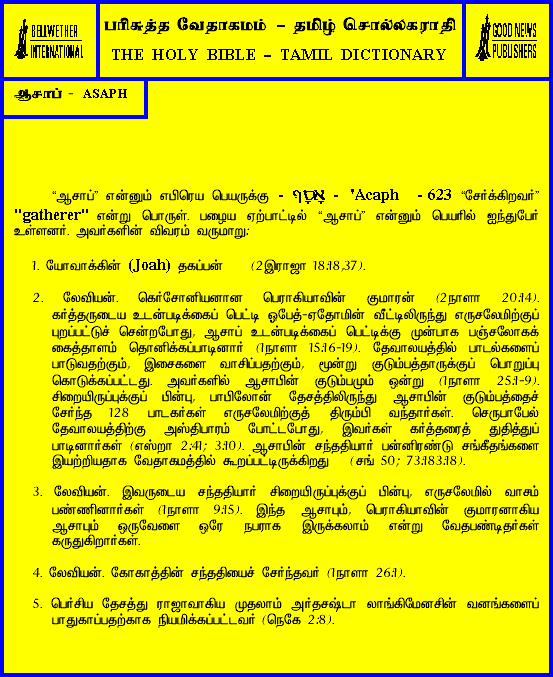 BELLWETHER
INTERNATIONAL
பரிசுத்த வேதாகமம் – தமிழ் சொல்லகராதி
THE HOLY BIBLE – TAMIL DICTIONARY
GOOD NEWS
PUBLISHERS
ஆசாப் - ASAPH
“ஆசாப்” என்னும் எபிரெய பெயருக்கு - אָסָף - 'Acaph - 623 “சேர்க்கிறவர்”
"gatherer" என்று பொருள். பழைய ஏற்பாட்டில் “ஆசாப்” என்னும் பெயரில் ஐந்துபேர்
உள்ளனர். அவர்களின் விவரம் வருமாறு:
1. யோவாக்கின் (Joah) தகப்பன் (2இராஜா 18:18,37).
2. லேவியன். கெர்சோனியனான பெராகியாவின் குமாரன் (2நாளா 20:14).
கர்த்தருடைய உடன்படிக்கைப் பெட்டி ஓபேத்-ஏதோமின் வீட்டிலிருந்து எருசலேமிற்குப்
புறப்பட்டுச் சென்றபோது, ஆசாப் உடன்படிக்கைப் பெட்டிக்கு முன்பாக பஞ்சலோகக்
கைத்தாளம் தொனிக்கப்பாடினார் (1நாளா 15:16-19). தேவாலயத்தில் பாடல்களைப்
பாடுவதற்கும், இசைகளை வாசிப்பதற்கும், மூன்று குடும்பத்தாருக்குப் பொறுப்பு
கொடுக்கப்பட்டது. அவர்களில் ஆசாபின் குடும்பமும் ஒன்று (1நாளா 25:1-9).
சிறையிருப்புக்குப் பின்பு, பாபிலோன் தேசத்திலிருந்து ஆசாபின் குடும்பத்தைச்
சேர்ந்த 128 பாடகர்கள் எருசலேமிற்குத் திரும்பி வந்தார்கள். செருபாபேல்
தேவாலயத்திற்கு அஸ்திபாரம் போட்டபோது, இவர்கள் கர்த்தரைத் துதித்துப்
பாடினார்கள் (எஸ்றா 2:41; 3:10). ஆசாபின் சந்ததியார் பன்னிரண்டு சங்கீதங்களை
இயற்றியதாக வேதாகமத்தில் கூறப்பட்டிருக்கிறது (சங் 50; 73:183:18).
3. லேவியன். இவருடைய சந்ததியார் சிறையிருப்புக்குப் பின்பு, எருசலேமில் வாசம்
பண்ணினார்கள் (1நாளா 9:15). இந்த ஆசாபும், பெராகியாவின் குமாரனாகிய
ஆசாபும் ஒருவேளை ஒரே நபராக இருக்கலாம் என்று வேதபண்டிதர்கள்
கருதுகிறார்கள்.
4. லேவியன். கோகாத்தின் சந்ததியைச் சேர்ந்தவர் (1நாளா 26:1).
5. பெர்சிய தேசத்து ராஜாவாகிய முதலாம் அர்தசஷ்டா லாங்கிமேனசின் வனங்களைப்
பாதுகாப்பதற்காக நியமிக்கப்பட்டவர் (நெகே 2:8).